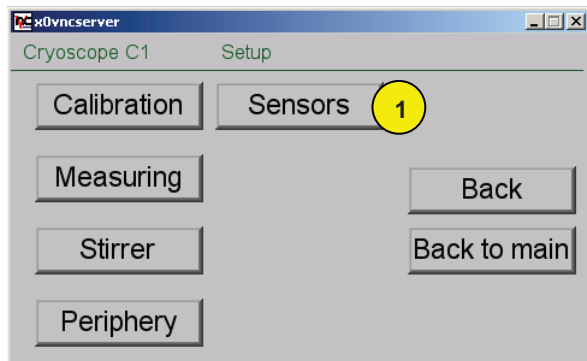 x0vncserver
Cryoscope C1 Setup
Calibration Sensors 1
Measuring
Back
Stirrer Back to main
Periphery